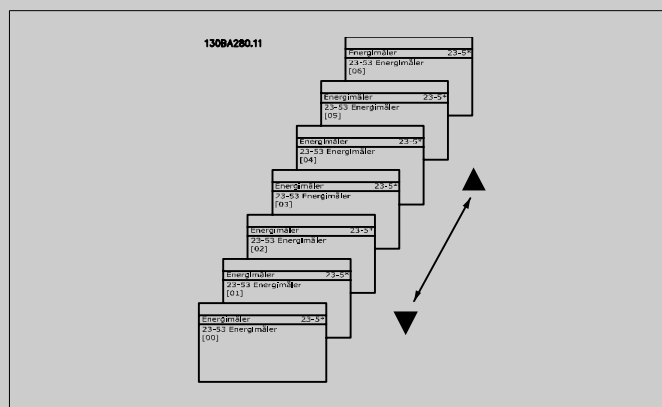 130BA280.11
Energimåler 23-5*
23-53 Energimåler
[06]
Energimåler 23-5*
23-53 Energimåler
[05]
Energimåler 23-5*
23-53 Energimåler
[04]
Energimåler 23-5*
23-53 Energimåler
[03]
Energimåler 23-5*
23-53 Energimåler
[02]
Energimåler 23-5*
23-53 Energimåler
[01]
Energimåler 23-5*
23-53 Energimåler
[00]